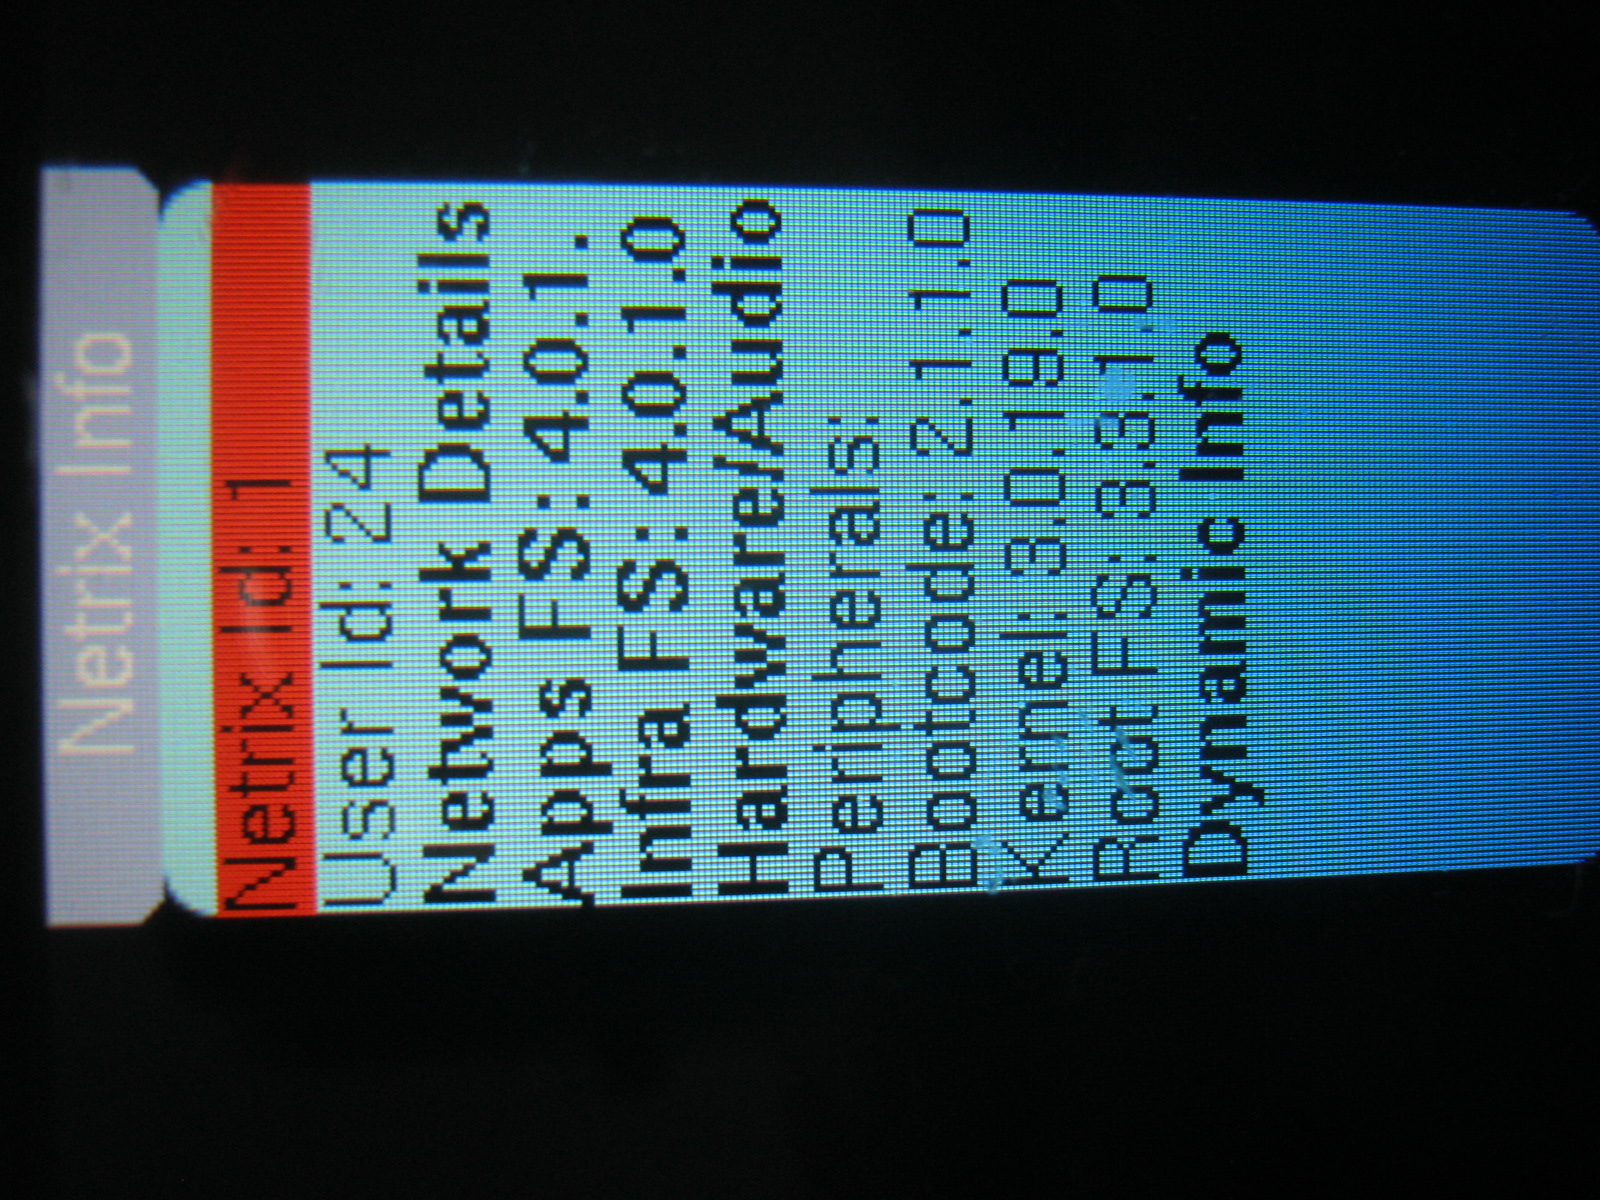 Netrix Info
Netrix Id: 1
User Id: 24
Network Details
Apps FS: 4.0.1.
Infra FS: 4.0.1.0
Hardware/Audio
Peripherals:
Bootcode: 2.1.1.0
Kernel: 3.0.19.0
Root FS: 3.3.1.0
Dynamic Info